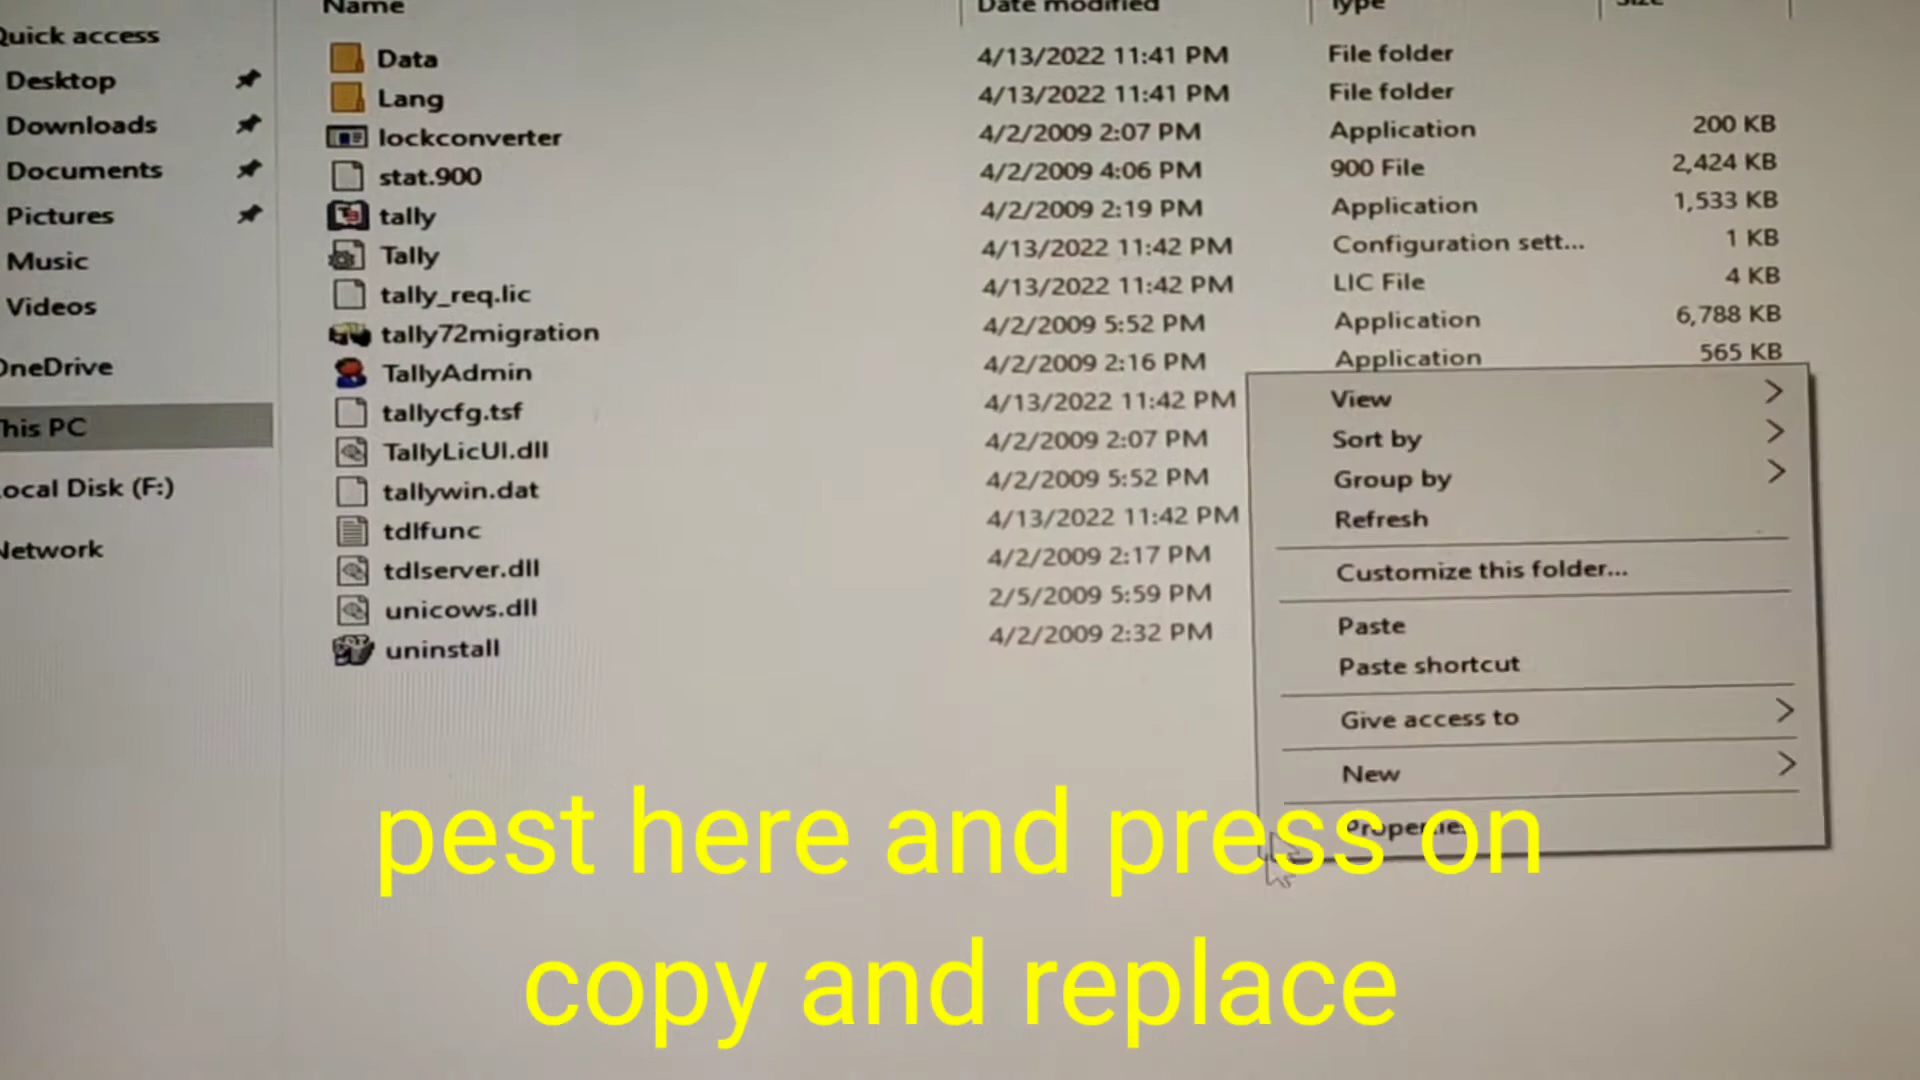 Name Date modified Type Size
Quick access
Data 4/13/2022 11:41 PM File folder
Desktop
Lang 4/13/2022 11:41 PM File folder
Downloads
lockconverter 4/2/2009 2:07 PM Application 200 KB
Documents
stat.900 4/2/2009 4:06 PM 900 File 2,424 KB
Pictures
tally 4/2/2009 2:19 PM Application 1,533 KB
Music
Tally 4/13/2022 11:42 PM Configuration sett... 1 KB
Videos
tally_req.lic 4/13/2022 11:42 PM LIC File 4 KB
tally72migration 4/2/2009 5:52 PM Application 6,788 KB
OneDrive
TallyAdmin 4/2/2009 2:16 PM Application 565 KB
tallycfg.tsf 4/13/2022 11:42 PM
This PC
TallyLicUI.dll 4/2/2009 2:07 PM
Local Disk (F:)
tallywin.dat 4/2/2009 5:52 PM
tdlfunc 4/13/2022 11:42 PM
Network
tdlserver.dll 4/2/2009 2:17 PM
unicows.dll 2/5/2009 5:59 PM
uninstall 4/2/2009 2:32 PM
View
Sort by
Group by
Refresh
Customize this folder...
Paste
Paste shortcut
Give access to
New
Properties
pest here and press on
copy and replace